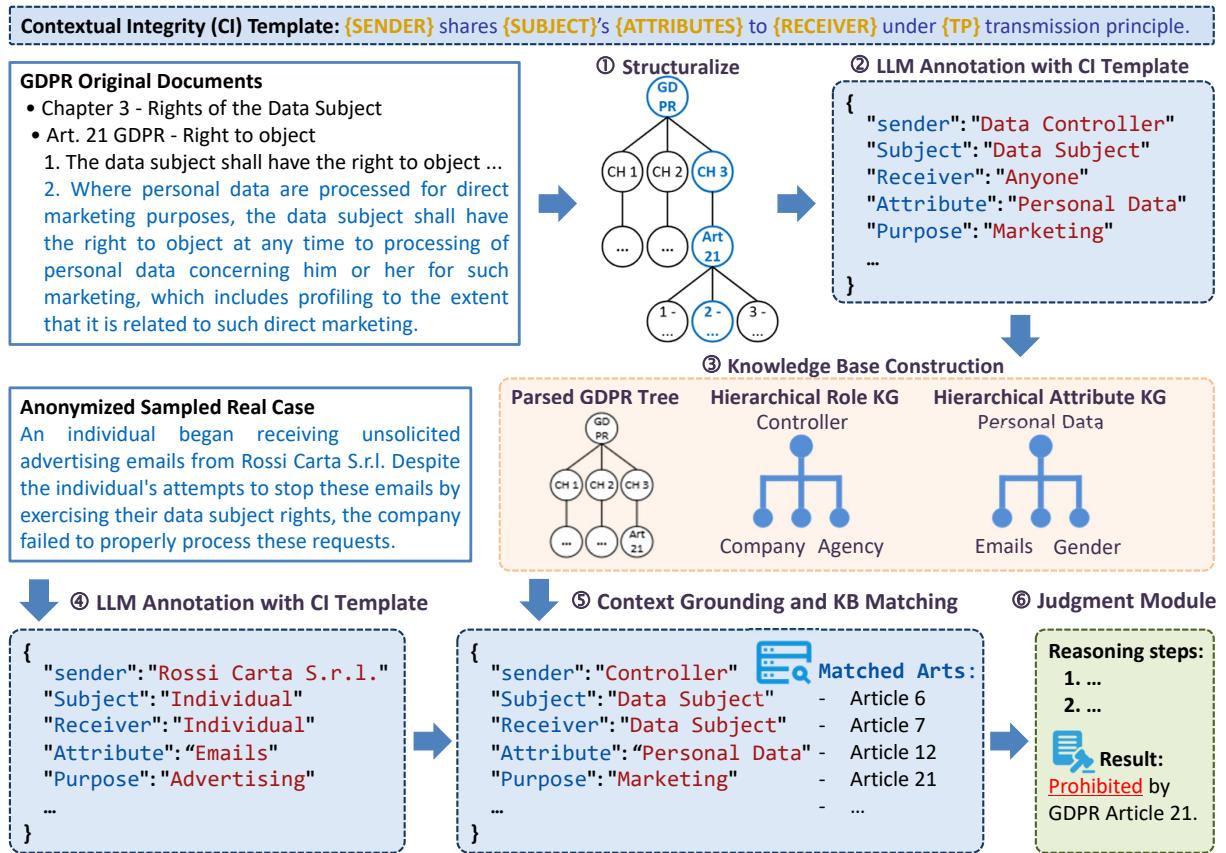 Contextual Integrity (CI) Template: {SENDER} shares {SUBJECT}'s {ATTRIBUTES} to {RECEIVER} under {TP} transmission principle.
GDPR Original Documents
• Chapter 3 - Rights of the Data Subject
• Art. 21 GDPR - Right to object
1. The data subject shall have the right to object ...
2. Where personal data are processed for direct
marketing purposes, the data subject shall have
the right to object at any time to processing of
personal data concerning him or her for such
marketing, which includes profiling to the extent
that it is related to such direct marketing.
① Structuralize
GD
PR
CH 1
CH 2
CH 3
...
...
Art
21
1 -
...
2 -
...
3 -
...
② LLM Annotation with CI Template
{
"sender":"Data Controller"
"Subject":"Data Subject"
"Receiver":"Anyone"
"Attribute":"Personal Data"
"Purpose":"Marketing"
…
}
③ Knowledge Base Construction
Parsed GDPR Tree
GD
PR
CH 1
CH 2
CH 3
...
...
Art
21
Hierarchical Role KG
Controller
Company Agency
Hierarchical Attribute KG
Personal Data
Emails Gender
Anonymized Sampled Real Case
An individual began receiving unsolicited
advertising emails from Rossi Carta S.r.l. Despite
the individual's attempts to stop these emails by
exercising their data subject rights, the company
failed to properly process these requests.
④ LLM Annotation with CI Template
{
"sender":"Rossi Carta S.r.l."
"Subject":"Individual"
"Receiver":"Individual"
"Attribute":“Emails"
"Purpose":"Advertising"
…
}
⑤ Context Grounding and KB Matching
{
"sender":"Controller"
"Subject":"Data Subject"
"Receiver":"Data Subject"
"Attribute":“Personal Data"
"Purpose":"Marketing"
…
}
Matched Arts:
- Article 6
- Article 7
- Article 12
- Article 21
- ...
⑥ Judgment Module
Reasoning steps:
1. ...
2. ...
Result:
Prohibited by
GDPR Article 21.